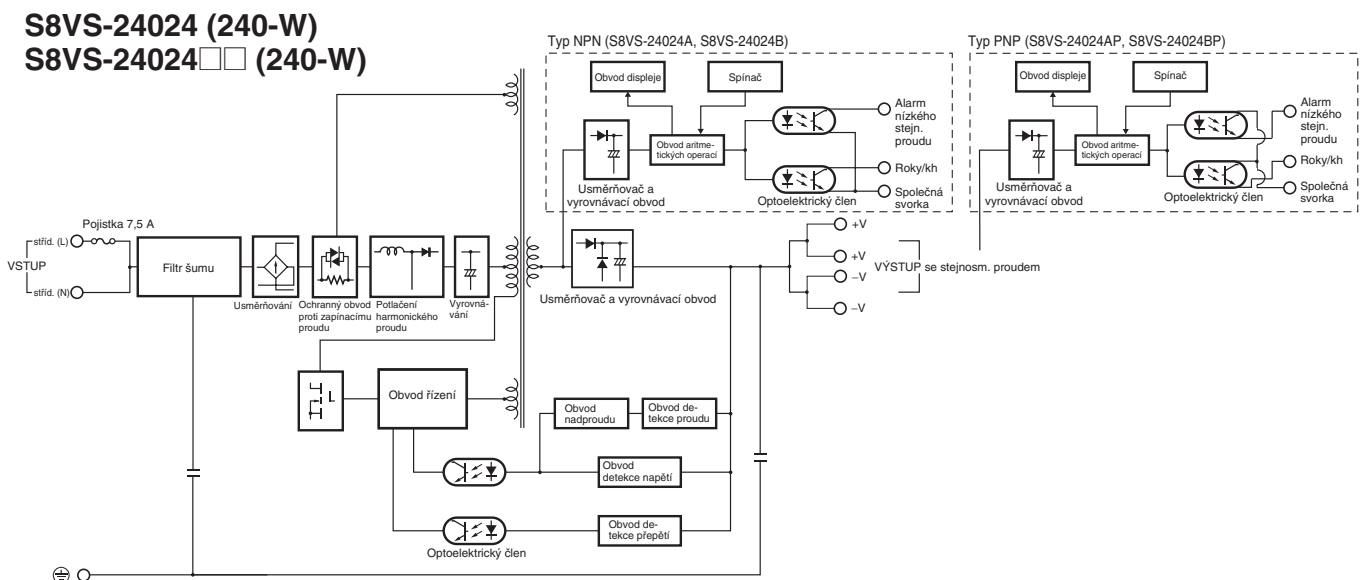 S8VS-24024 (240-W)
S8VS-24024□□ (240-W)
Typ NPN (S8VS-24024A, S8VS-24024B)
Obvod displeje
Spínač
Obvod aritme-
tických operací
Usměrňovač a
vyrovnávací obvod
Optoelektrický člen
Alarm
nízkého
stejn.
proudu
Roky/kh
Společná
svorka
Typ PNP (S8VS-24024AP, S8VS-24024BP)
Obvod displeje
Spínač
Obvod aritme-
tických operací
Usměrňovač a
vyrovnávací obvod
Optoelektrický člen
Alarm
nízkého
stejn.
proudu
Roky/kh
Společná
svorka
Pojistka 7,5 A
stříd. (L)
VSTUP
stříd. (N)
Filtr šumu
Usměrňování
Ochranný obvod
proti zapínacímu
proudu
Potlačení
harmonického
proudu
Vyrovná-
vání
Usměrňovač a vyrovnávací obvod
+V
+V
–V
–V
VÝSTUP se stejnosm. proudem
Obvod řízení
Obvod
nadproudu
Obvod de-
tekce proudu
Obvod
detekce napětí
Obvod de-
tekce přepětí
Optoelektrický člen